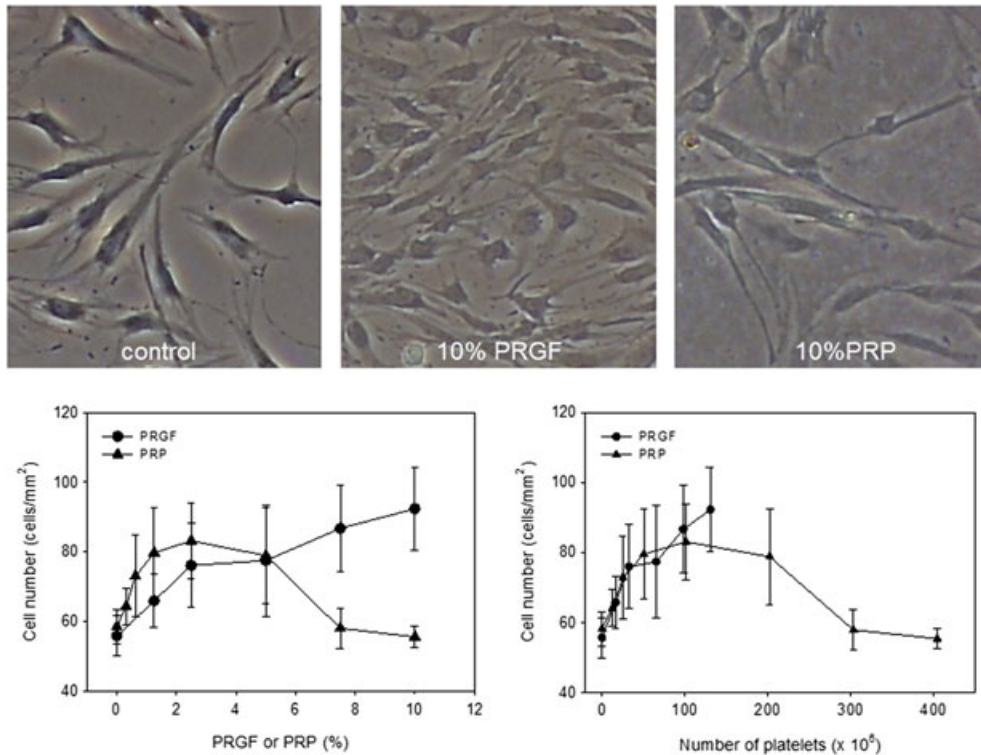 control
10% PRGF
10%PRP
120
100
80
60
40
Cell number (cells/mm²)
PRGF
PRP
0
2
4
6
8
10
12
PRGF or PRP (%)
120
100
80
60
40
Cell number (cells/mm²)
PRGF
PRP
0
100
200
300
400
Number of platelets (x 10⁶)